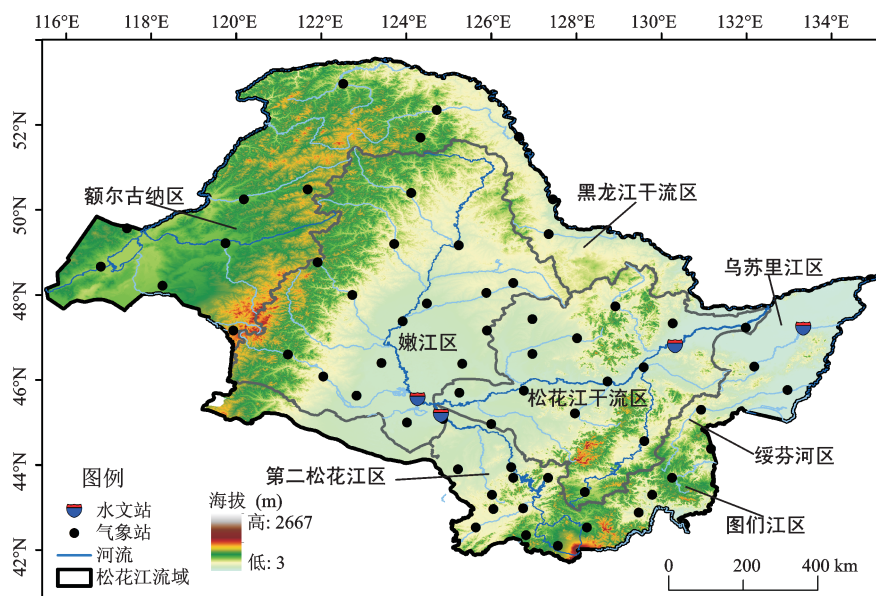 116°E 118°E 120°E 122°E 124°E 126°E 128°E 130°E 132°E 134°E
52°N
50°N
48°N
46°N
44°N
42°N
额尔古纳区
黑龙江干流区
乌苏里江区
嫩江区
松花江干流区
绥芬河区
第二松花江区
图们江区
图例
水文站
气象站
河流
松花江流域
海拔 (m)
高: 2667
低: 3
0 200 400 km